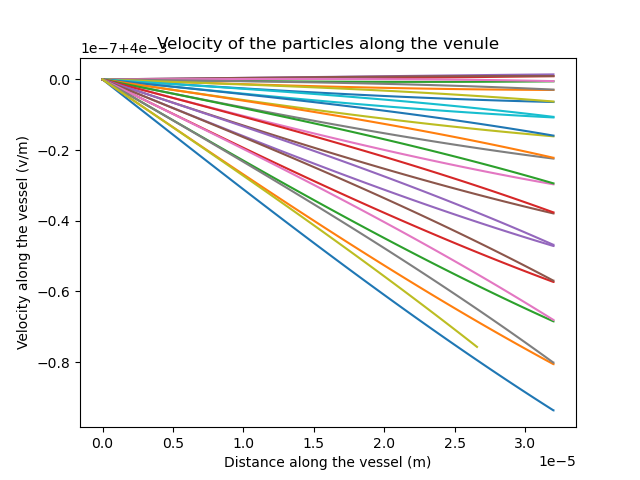 Velocity of the particles along the venule
1e−7+4e−3
0.0
−0.2
−0.4
−0.6
−0.8
Velocity along the vessel (v/m)
0.0 0.5 1.0 1.5 2.0 2.5 3.0
1e−5
Distance along the vessel (m)